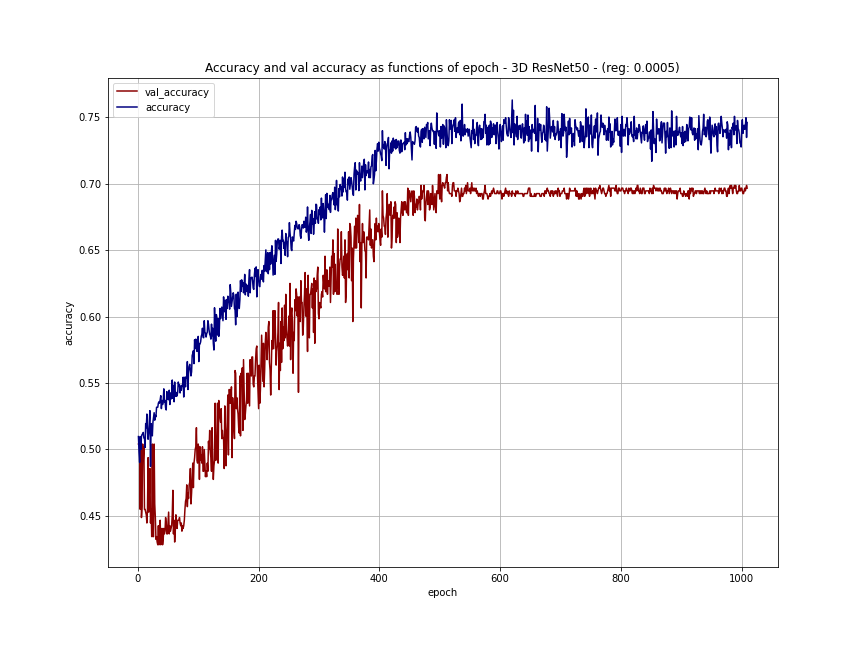 Accuracy and val accuracy as functions of epoch - 3D ResNet50 - (reg: 0.0005)
val_accuracy
accuracy
0.75
0.70
0.65
0.60
0.55
0.50
0.45
accuracy
0 200 400 600 800 1000
epoch